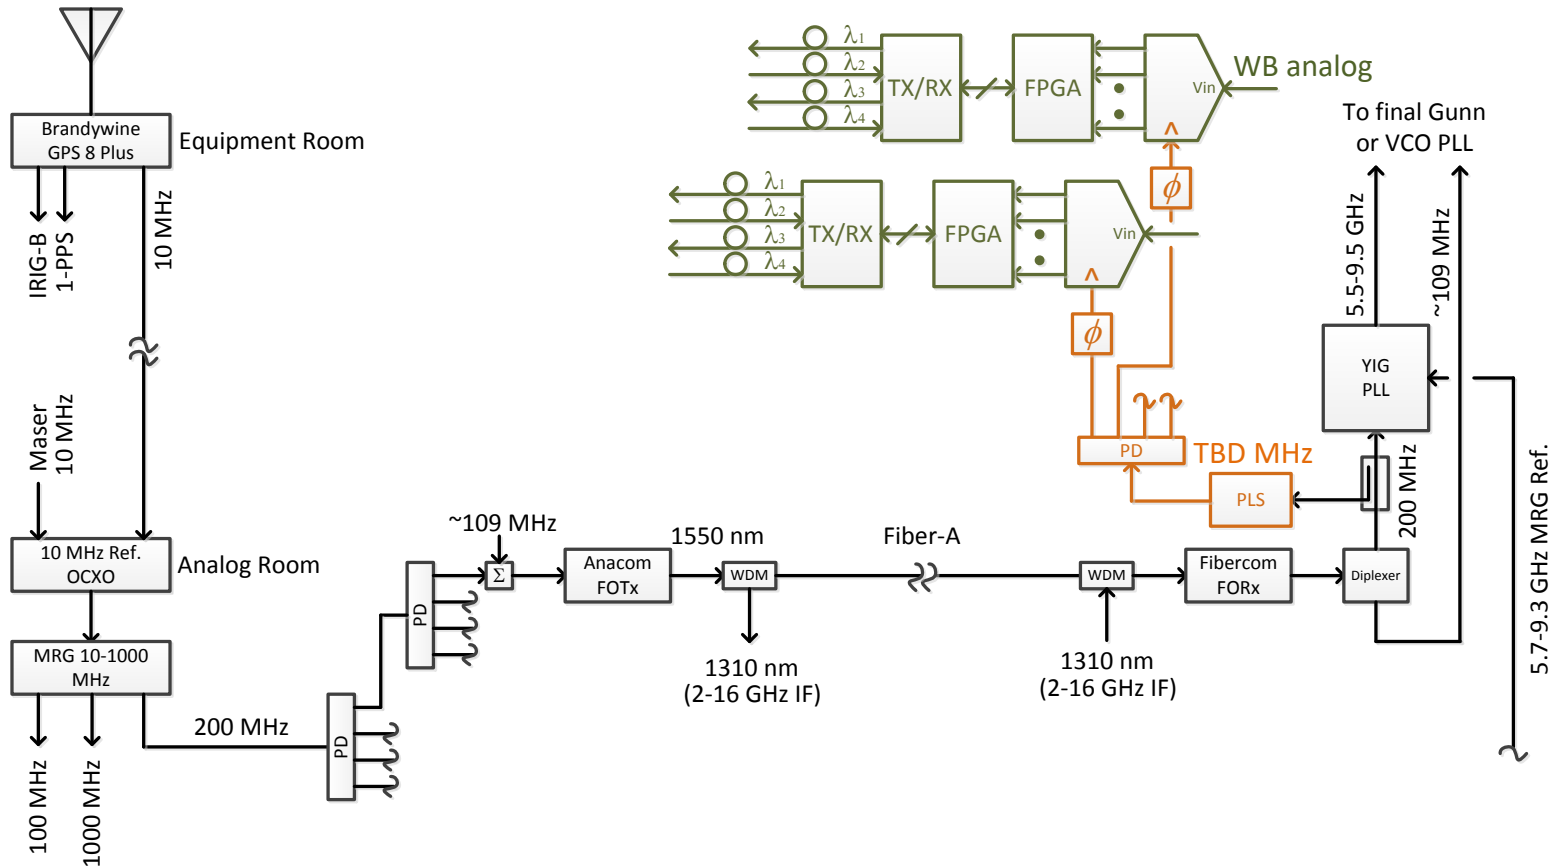 Brandywine
GPS 8 Plus
Equipment Room
IRIG-B
1-PPS
10 MHz
Maser
10 MHz
10 MHz Ref.
OCXO
Analog Room
MRG 10-1000
MHz
100 MHz
1000 MHz
200 MHz
PD
PD
~109 MHz
Σ
Anacom
FOTx
1550 nm
WDM
1310 nm
(2-16 GHz IF)
Fiber-A
WDM
1310 nm
(2-16 GHz IF)
Fibercom
FORx
Diplexer
200 MHz
PLS
TBD MHz
PD
ϕ
ϕ
λ1
λ2
λ3
λ4
TX/RX
FPGA
Vin
WB analog
λ1
λ2
λ3
λ4
TX/RX
FPGA
Vin
To final Gunn
or VCO PLL
5.5-9.5 GHz
~109 MHz
YIG
PLL
5.7-9.3 GHz MRG Ref.